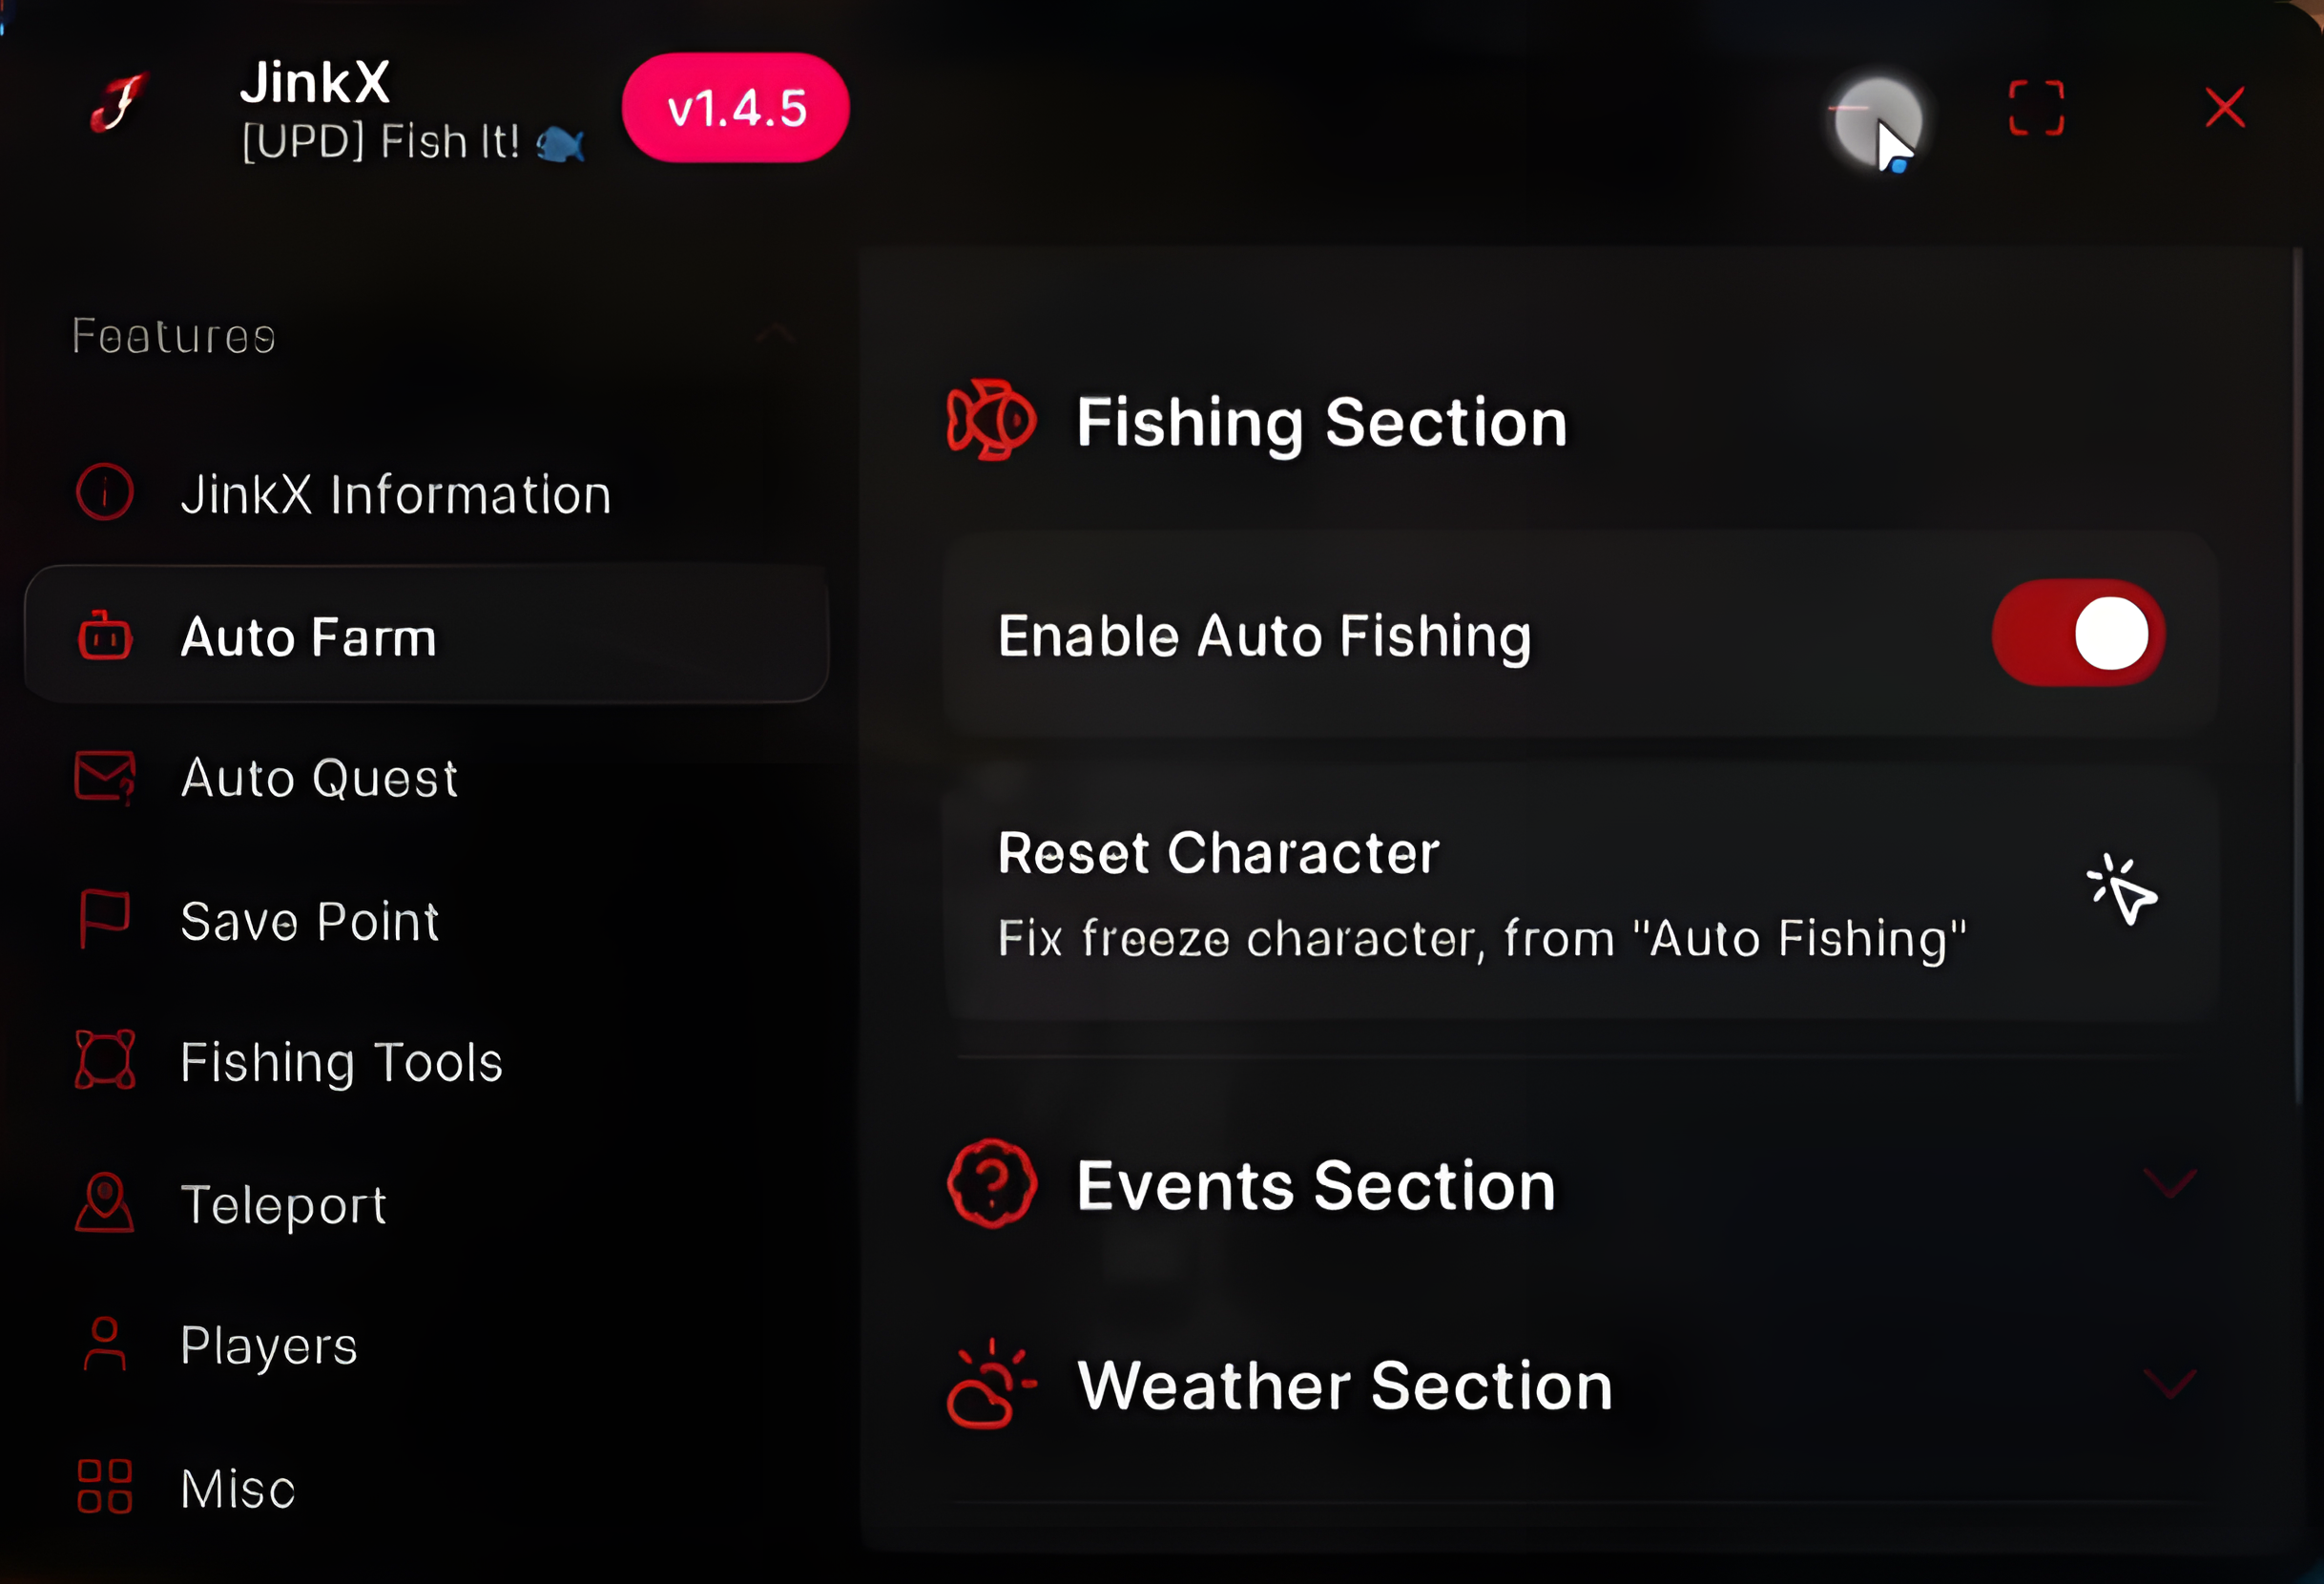 JinkX
[UPD] Fish It! 🐟
v1.4.5
Features
JinkX Information
Auto Farm
Auto Quest
Save Point
Fishing Tools
Teleport
Players
Misc
Fishing Section
Enable Auto Fishing
Reset Character
Fix freeze character, from "Auto Fishing"
Events Section
Weather Section